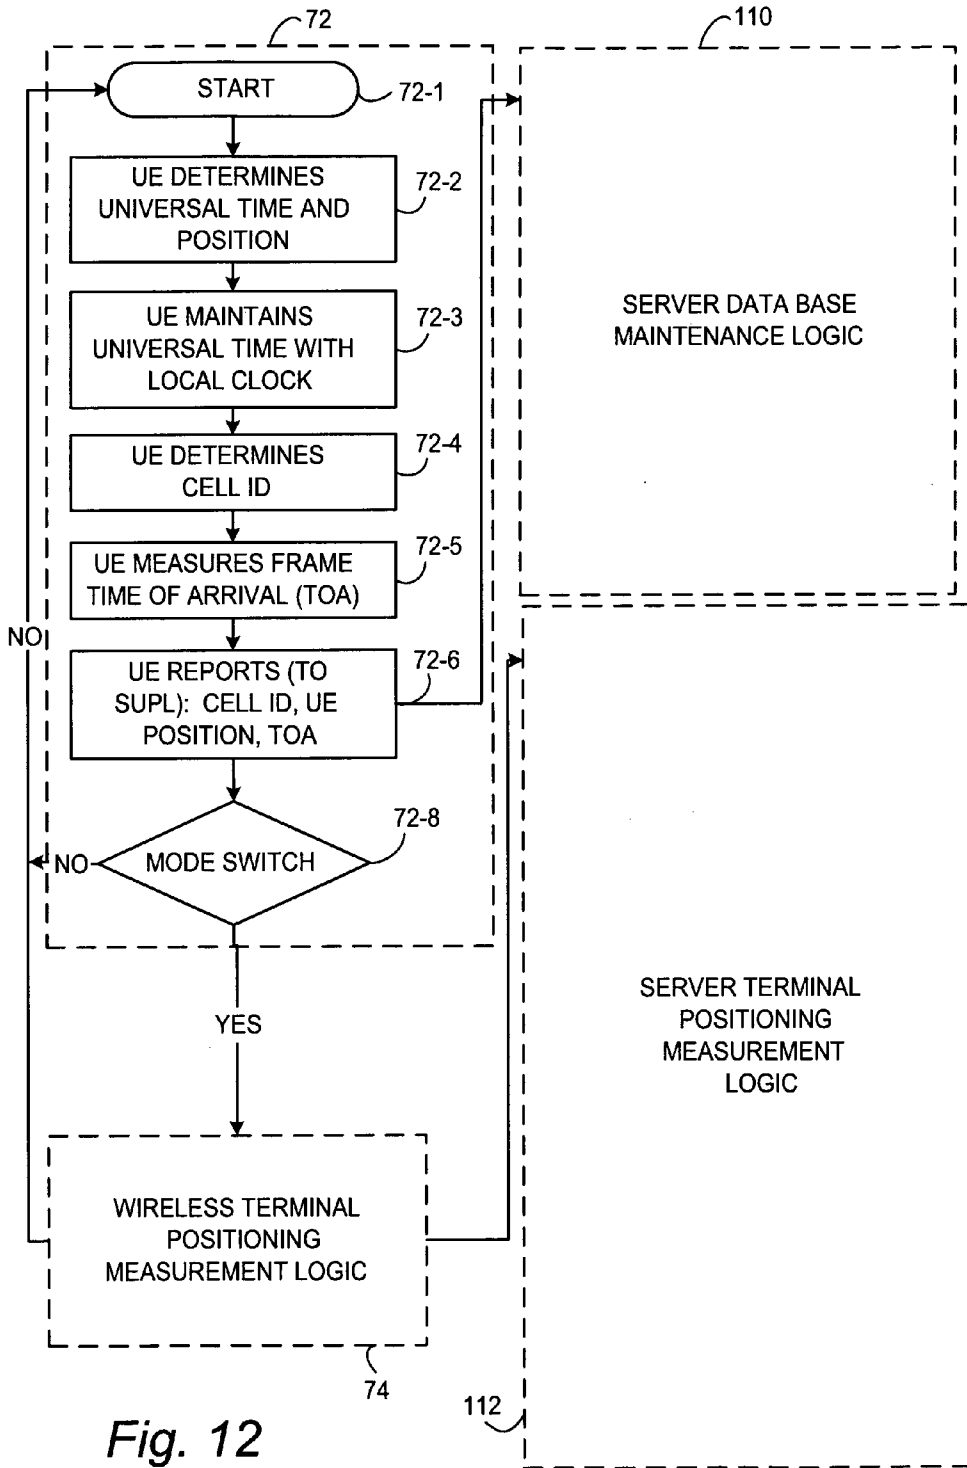 72
110
START
72-1
UE DETERMINES
UNIVERSAL TIME AND
POSITION
72-2
UE MAINTAINS
UNIVERSAL TIME WITH
LOCAL CLOCK
72-3
UE DETERMINES
CELL ID
72-4
UE MEASURES FRAME
TIME OF ARRIVAL (TOA)
72-5
UE REPORTS (TO
SUPL): CELL ID, UE
POSITION, TOA
72-6
NO
MODE SWITCH
72-8
NO
YES
WIRELESS TERMINAL
POSITIONING
MEASUREMENT LOGIC
74
SERVER DATA BASE
MAINTENANCE LOGIC
SERVER TERMINAL
POSITIONING
MEASUREMENT
LOGIC
112
Fig. 12